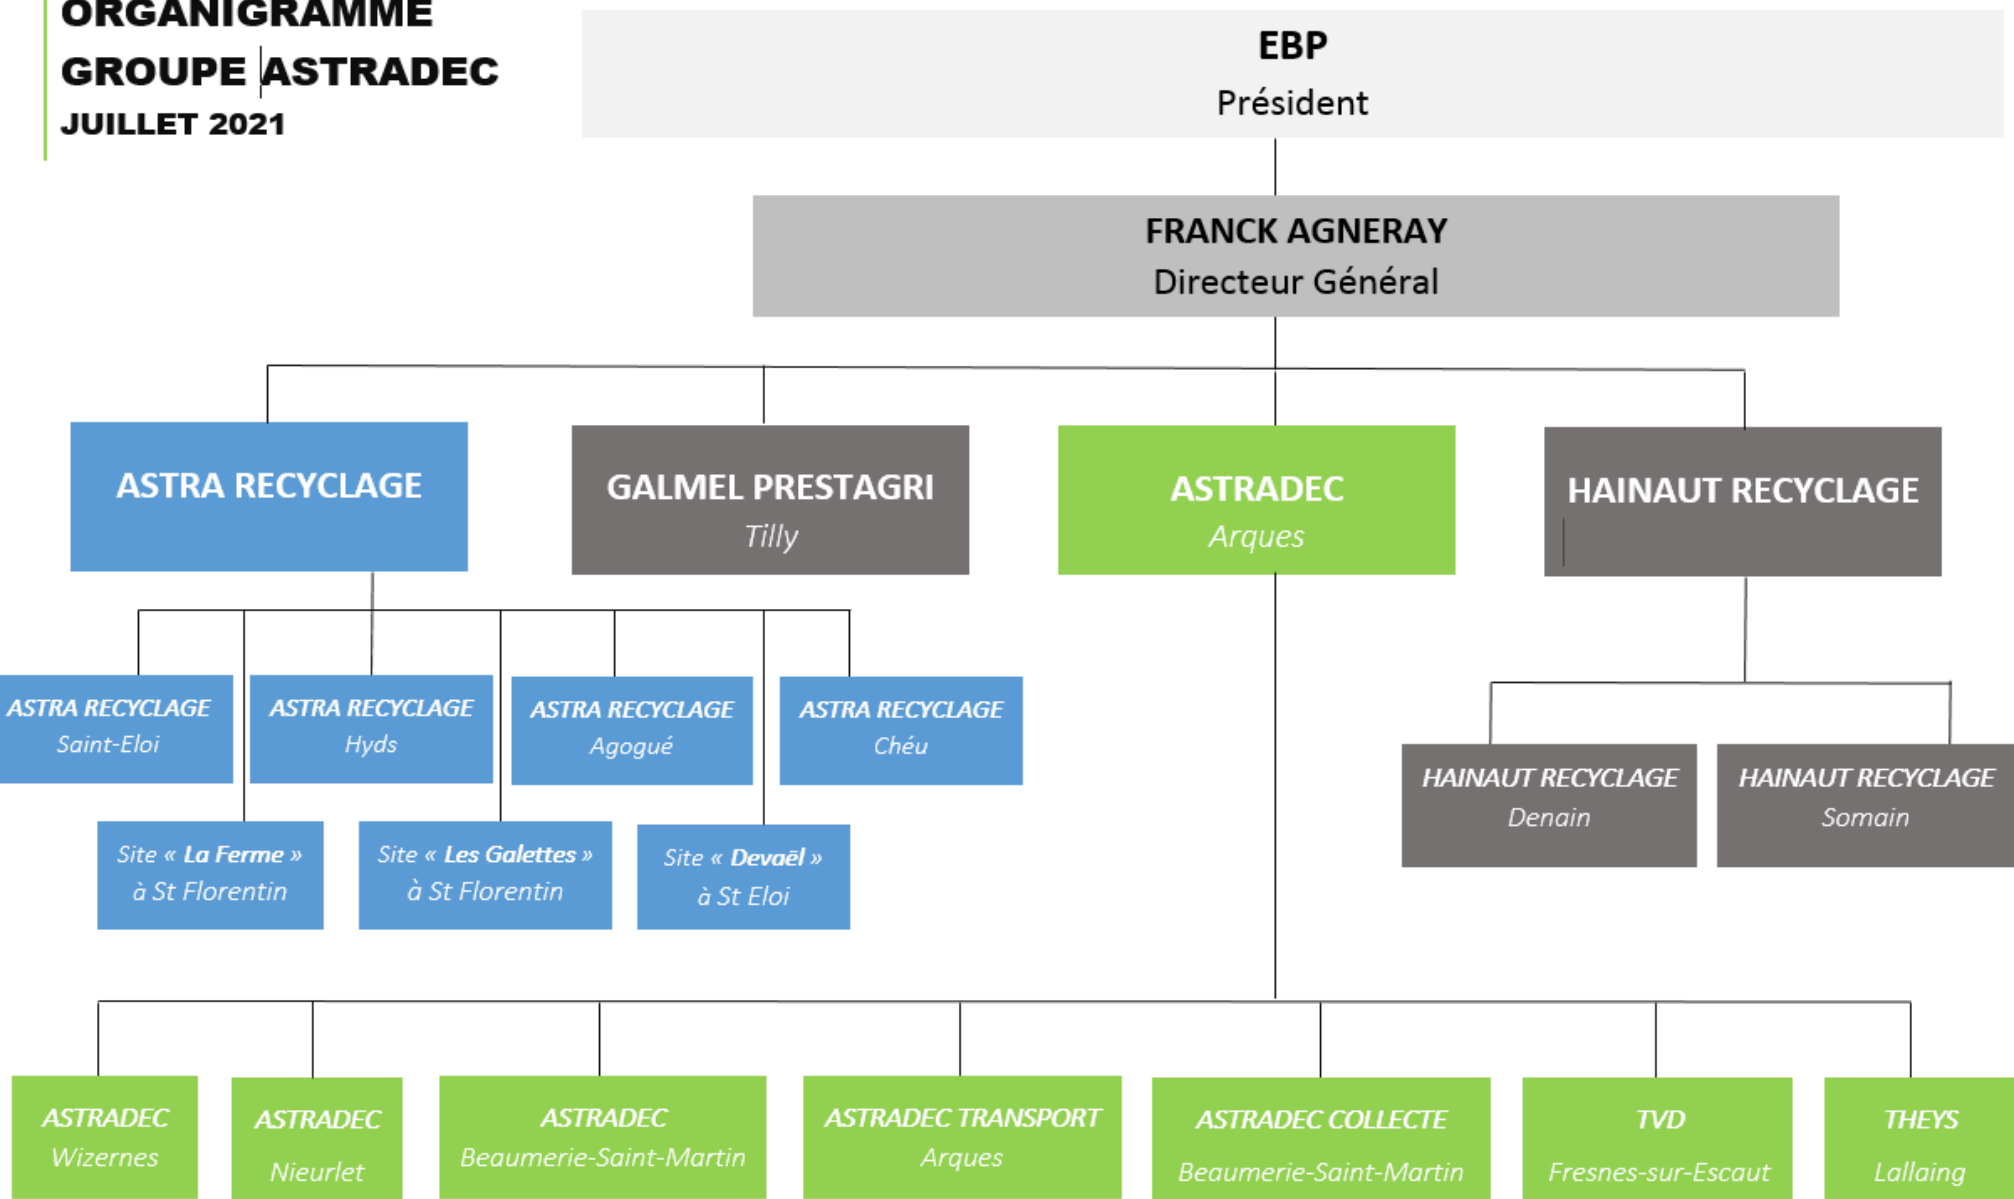 ORGANIGRAMME
GROUPE ASTRADEC
JUILLET 2021
EBP
Président
FRANCK AGNERAY
Directeur Général
ASTRA RECYCLAGE
GALMEL PRESTAGRI
Tilly
ASTRADEC
Arques
HAINAUT RECYCLAGE
ASTRA RECYCLAGE
Saint-Eloi
ASTRA RECYCLAGE
Hyds
ASTRA RECYCLAGE
Agogué
ASTRA RECYCLAGE
Chéu
HAINAUT RECYCLAGE
Denain
HAINAUT RECYCLAGE
Somain
Site « La Ferme »
à St Florentin
Site « Les Galettes »
à St Florentin
Site « Devaël »
à St Eloi
ASTRADEC
Wizernes
ASTRADEC
Nieurlet
ASTRADEC
Beaumerie-Saint-Martin
ASTRADEC TRANSPORT
Arques
ASTRADEC COLLECTE
Beaumerie-Saint-Martin
TVD
Fresnes-sur-Escaut
THEYS
Lallaing